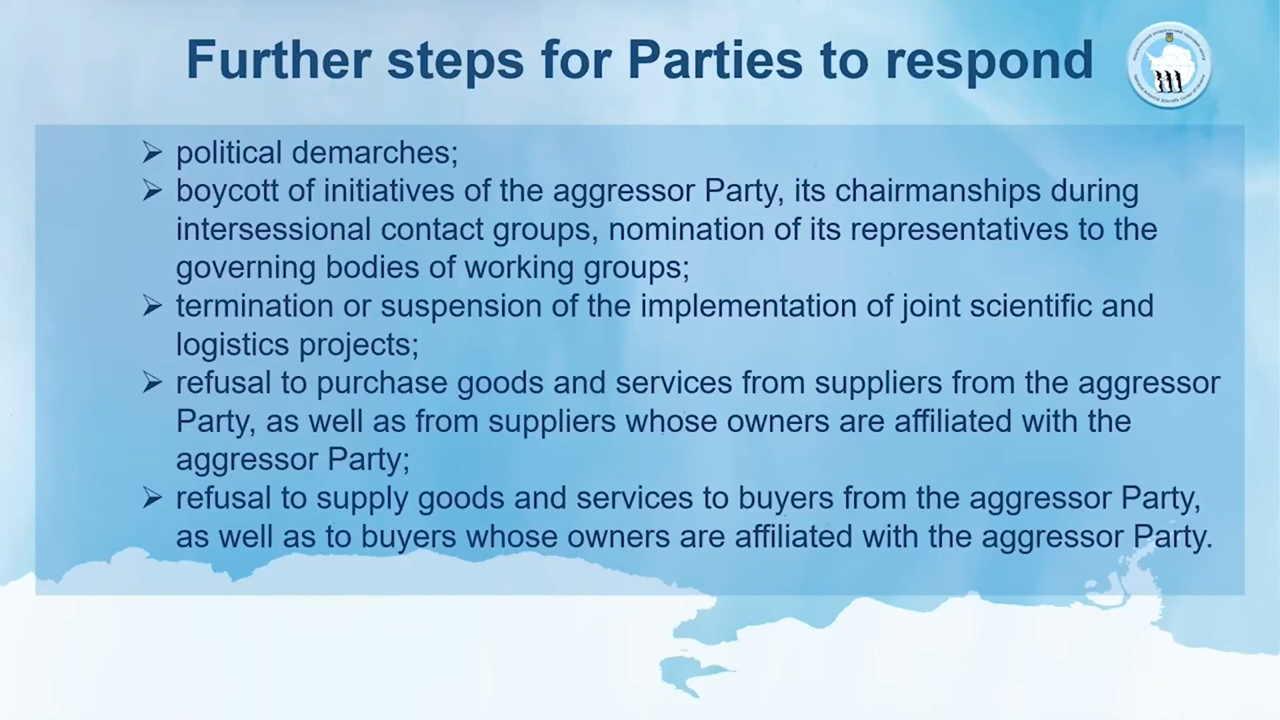 Further steps for Parties to respond
➢ political demarches;
➢ boycott of initiatives of the aggressor Party, its chairmanships during
intersessional contact groups, nomination of its representatives to the
governing bodies of working groups;
➢ termination or suspension of the implementation of joint scientific and
logistics projects;
➢ refusal to purchase goods and services from suppliers from the aggressor
Party, as well as from suppliers whose owners are affiliated with the
aggressor Party;
➢ refusal to supply goods and services to buyers from the aggressor Party,
as well as to buyers whose owners are affiliated with the aggressor Party.